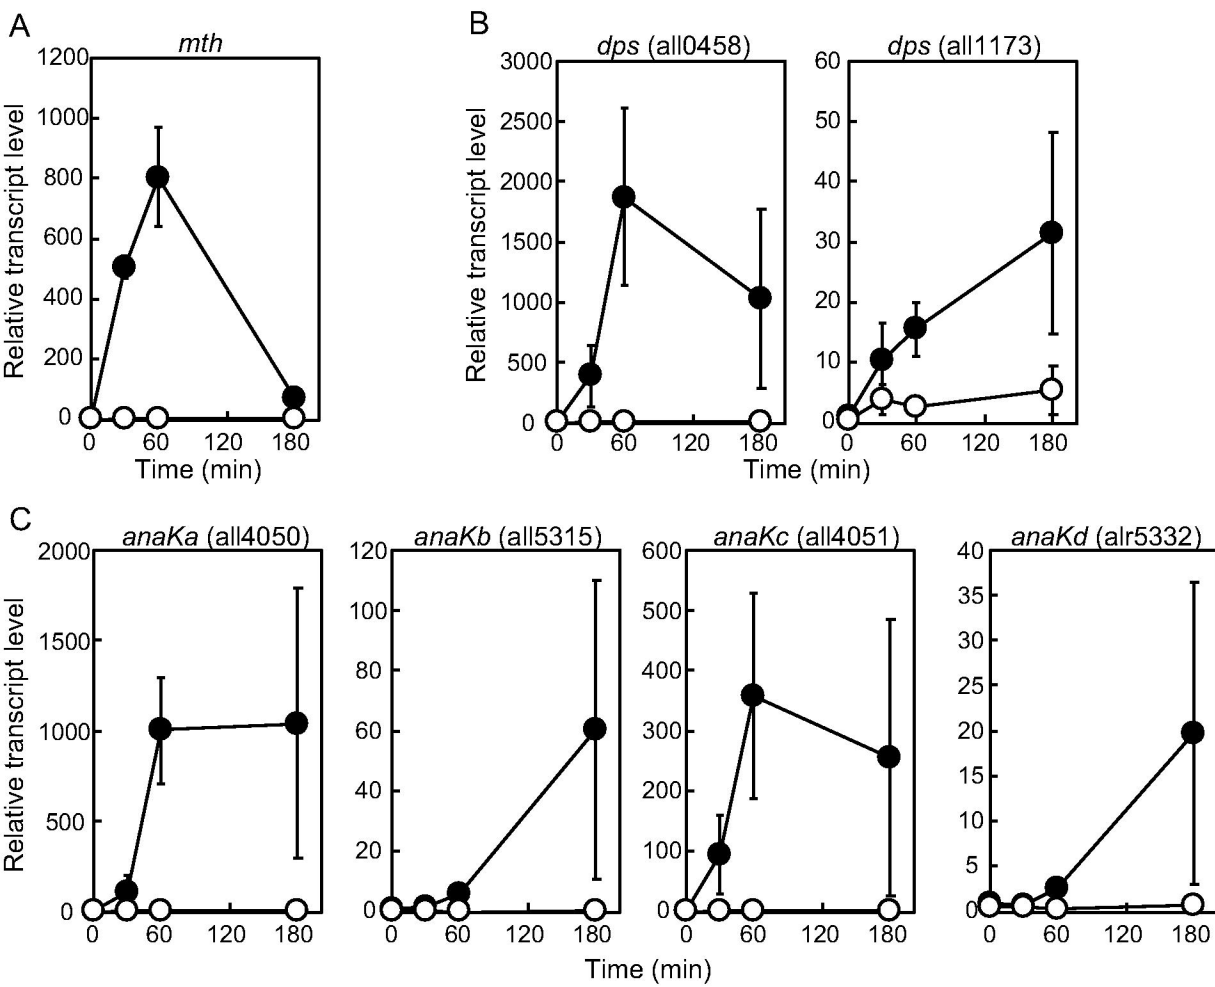 A
mth
1200
1000
800
600
400
200
0
0 60 120 180
Relative transcript level
Time (min)
B
dps (all0458)
3000
2500
2000
1500
1000
500
0
0 60 120 180
Relative transcript level
dps (all1173)
60
50
40
30
20
10
0
0 60 120 180
Time (min)
C
anaKa (all4050)
2000
1500
1000
500
0
0 60 120 180
Relative transcript level
anaKb (all5315)
120
100
80
60
40
20
0
0 60 120 180
anaKc (all4051)
600
500
400
300
200
100
0
0 60 120 180
anaKd (alr5332)
40
35
30
25
20
15
10
5
0
0 60 120 180
Time (min)